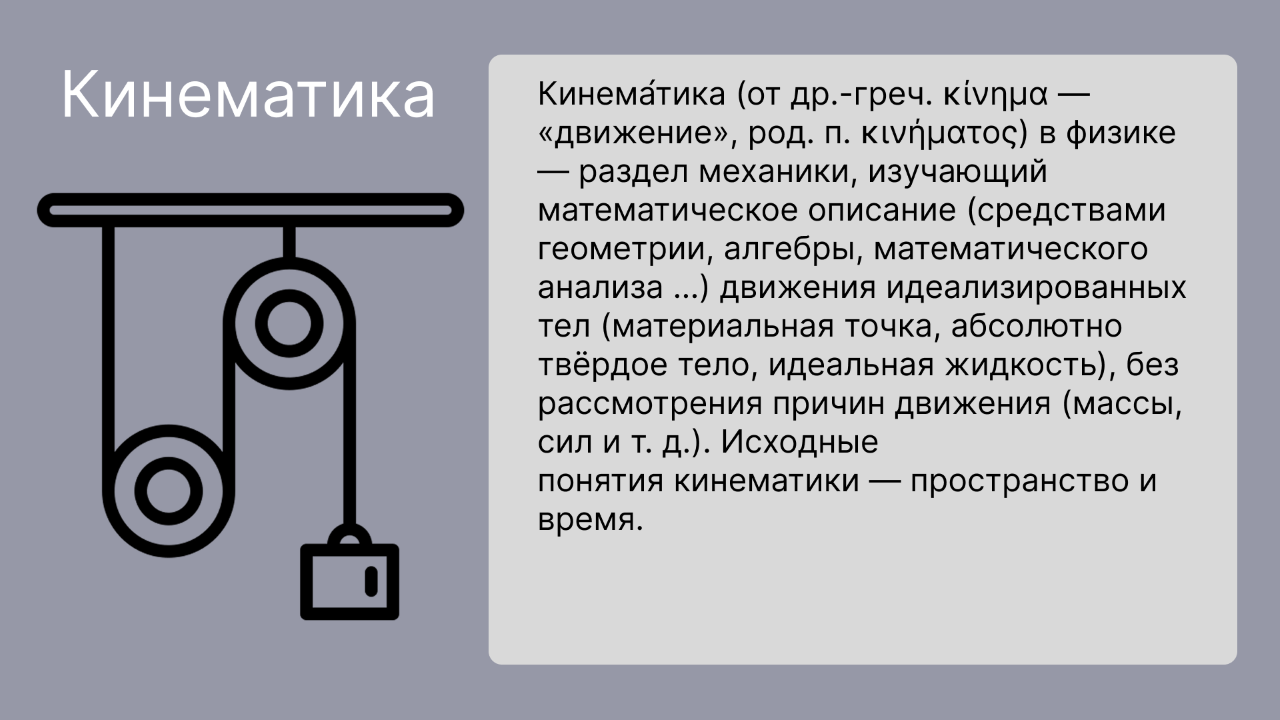 Кинематика
Кинема́тика (от др.-греч. κίνημα —
«движение», род. п. κινήματος) в физике
— раздел механики, изучающий
математическое описание (средствами
геометрии, алгебры, математического
анализа ...) движения идеализированных
тел (материальная точка, абсолютно
твёрдое тело, идеальная жидкость), без
рассмотрения причин движения (массы,
сил и т. д.). Исходные
понятия кинематики — пространство и
время.